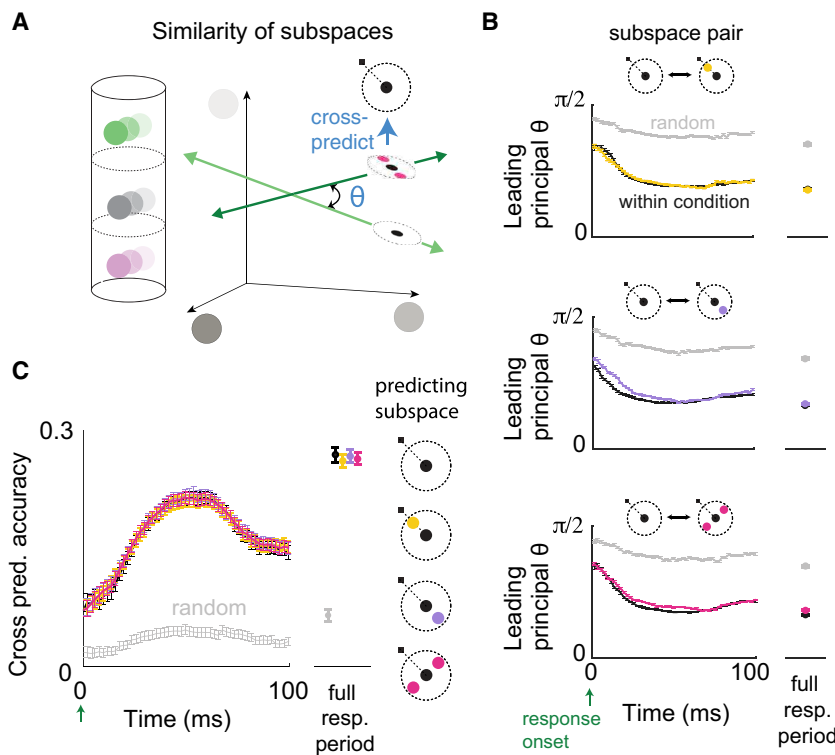 A
Similarity of subspaces
cross-
predict
θ
B
subspace pair
π/2
random
Leading
principal θ
within condition
0
π/2
Leading
principal θ
0
π/2
Leading
principal θ
0
0
100
Time (ms)
full
resp.
period
response
onset
C
predicting
subspace
0.3
Cross pred. accuracy
random
0
0
100
Time (ms)
full
resp.
period